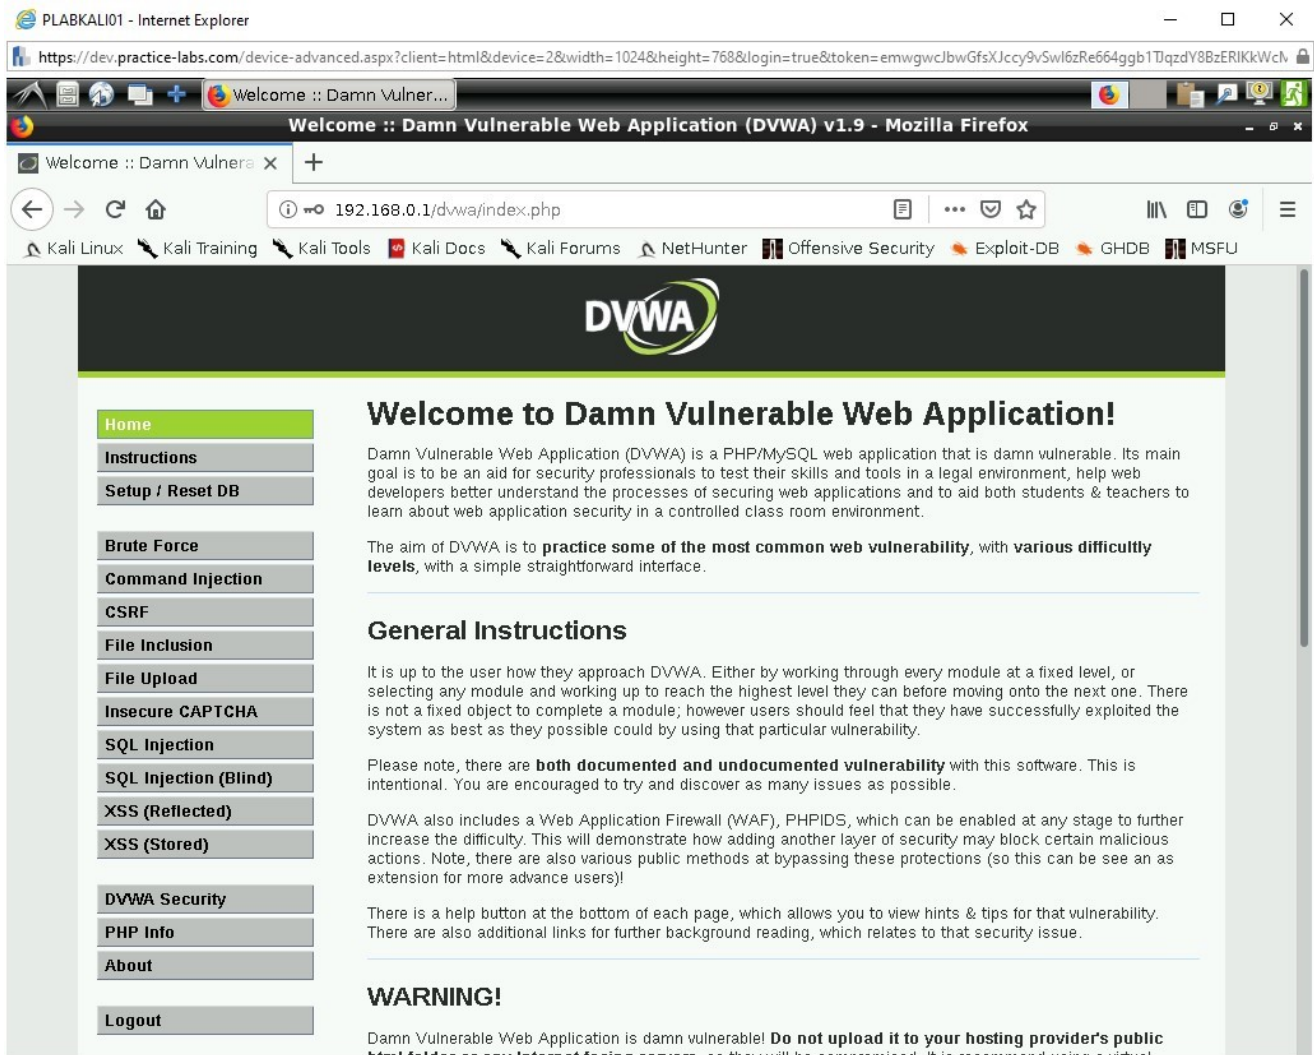 PLABKALI01 - Internet Explorer
https://dev.practice-labs.com/device-advanced.aspx?client=html&device=2&width=1024&height=768&login=true&token=
Welcome :: Damn Vulner...
Welcome :: Damn Vulnerable Web Application (DVWA) v1.9 - Mozilla Firefox
Welcome :: Damn Vulnera
192.168.0.1/dvwa/index.php
Kali Linux Kali Training Kali Tools Kali Docs Kali Forums NetHunter Offensive Security Exploit-DB GHDB MSFU
DVWA
Home
Instructions
Setup / Reset DB
Brute Force
Command Injection
CSRF
File Inclusion
File Upload
Insecure CAPTCHA
SQL Injection
SQL Injection (Blind)
XSS (Reflected)
XSS (Stored)
DVWA Security
PHP Info
About
Logout
Welcome to Damn Vulnerable Web Application!
Damn Vulnerable Web Application (DVWA) is a PHP/MySQL web application that is damn vulnerable. Its main
goal is to be an aid for security professionals to test their skills and tools in a legal environment, help web
developers better understand the processes of securing web applications and to aid both students & teachers to
learn about web application security in a controlled class room environment.
The aim of DVWA is to practice some of the most common web vulnerability, with various difficultly
levels, with a simple straightforward interface.
General Instructions
It is up to the user how they approach DVWA. Either by working through every module at a fixed level, or
selecting any module and working up to reach the highest level they can before moving onto the next one. There
is not a fixed object to complete a module; however users should feel that they have successfully exploited the
system as best as they possible could by using that particular vulnerability.
Please note, there are both documented and undocumented vulnerability with this software. This is
intentional. You are encouraged to try and discover as many issues as possible.
DVWA also includes a Web Application Firewall (WAF), PHPIDS, which can be enabled at any stage to further
increase the difficulty. This will demonstrate how adding another layer of security may block certain malicious
actions. Note, there are also various public methods at bypassing these protections (so this can be see an as
extension for more advance users)!
There is a help button at the bottom of each page, which allows you to view hints & tips for that vulnerability.
There are also additional links for further background reading, which relates to that security issue.
WARNING!
Damn Vulnerable Web Application is damn vulnerable! Do not upload it to your hosting provider's public